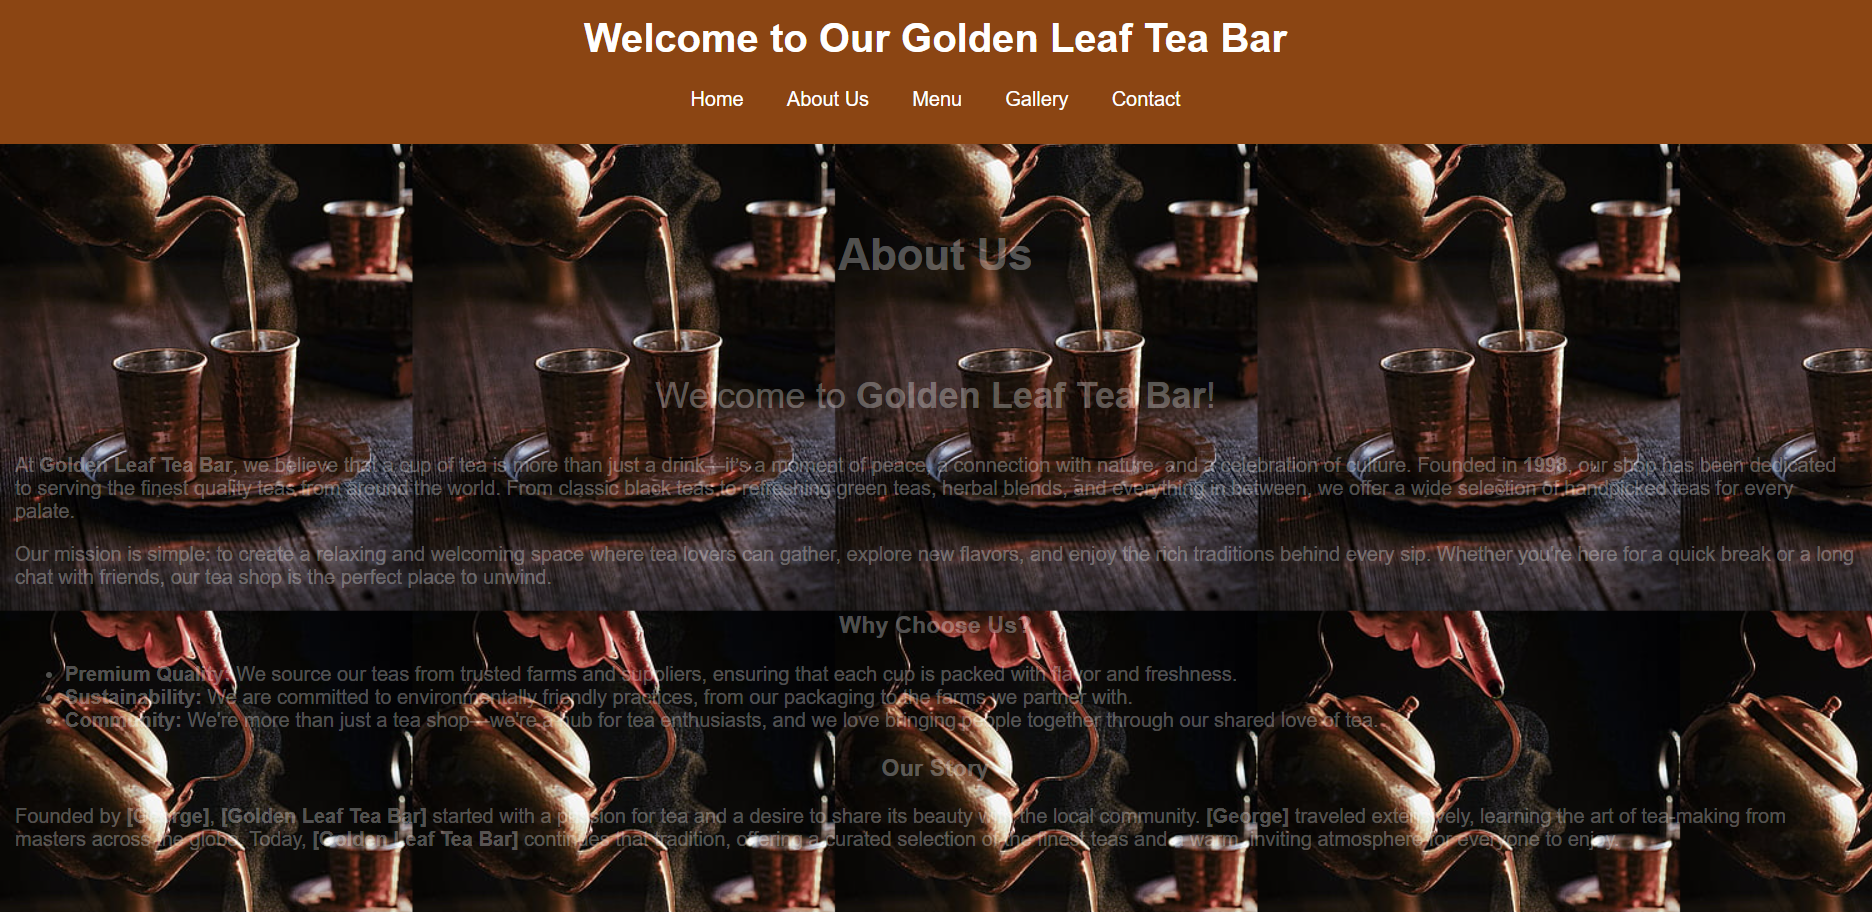 Welcome to Our Golden Leaf Tea Bar
Home About Us Menu Gallery Contact
About Us
Welcome to Golden Leaf Tea Bar!
At Golden Leaf Tea Bar, we believe that a cup of tea is more than just a drink—it's a moment of peace, a connection with nature, and a celebration of culture. Founded in 1998, our shop has been dedicated
to serving the finest quality teas from around the world. From classic black teas to refreshing green teas, herbal blends, and everything in between, we offer a wide selection of handpicked teas for every
palate.
Our mission is simple: to create a relaxing and welcoming space where tea lovers can gather, explore new flavors, and enjoy the rich traditions behind every sip. Whether you're here for a quick break or a long
chat with friends, our tea shop is the perfect place to unwind.
Why Choose Us?
• Premium Quality: We source our teas from trusted farms and suppliers, ensuring that each cup is packed with flavor and freshness.
• Sustainability: We are committed to environmentally friendly practices, from our packaging to the farms we partner with.
• Community: We're more than just a tea shop—we're a hub for tea enthusiasts, and we love bringing people together through our shared love of tea.
Our Story
Founded by [George], [Golden Leaf Tea Bar] started with a passion for tea and a desire to share its beauty with the local community. [George] traveled extensively, learning the art of tea-making from
masters across the globe. Today, [Golden Leaf Tea Bar] continues that tradition, offering a curated selection of the finest teas and a warm, inviting atmosphere for everyone to enjoy.